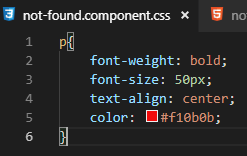 not-found.component.css
1 p{
2 font-weight: bold;
3 font-size: 50px;
4 text-align: center;
5 color: #f10b0b;
6 }